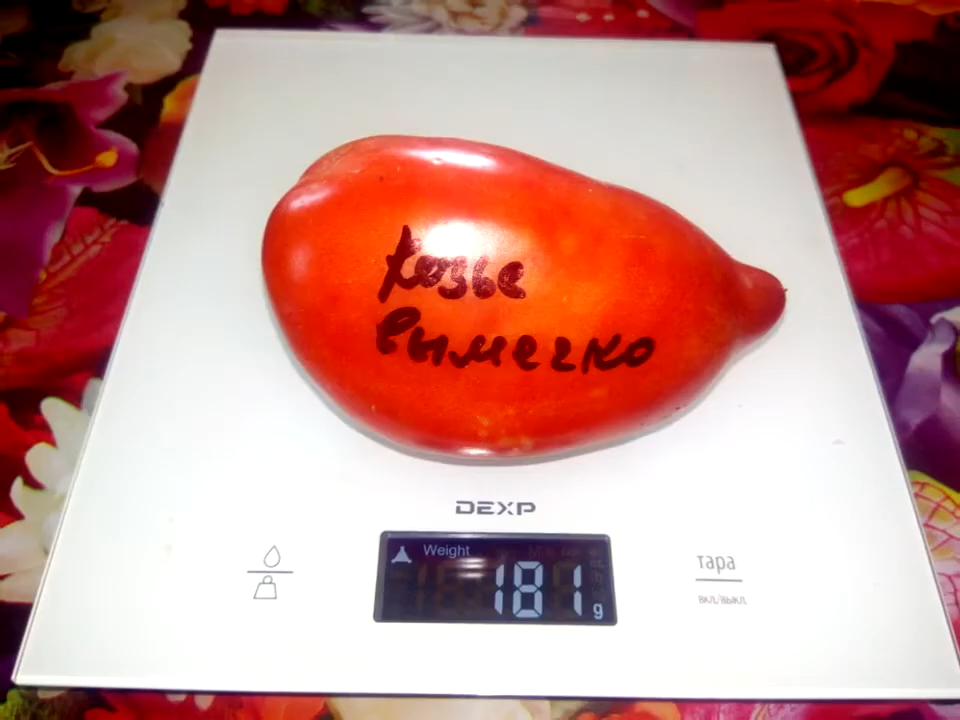 Козье
вымечко
DEXP
Weight
181 g
тара
вкл./выкл.